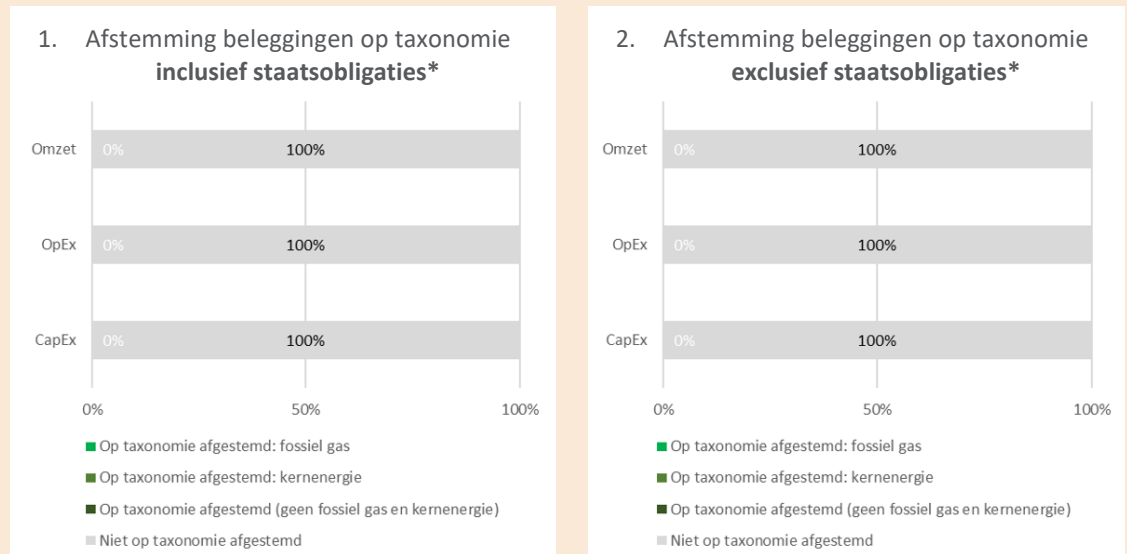 1. Afstemming beleggingen op taxonomie
inclusief staatsobligaties*
Omzet 0% 100%
OpEx 0% 100%
CapEx 0% 100%
0% 50% 100%
Op taxonomie afgestemd: fossiel gas
Op taxonomie afgestemd: kernenergie
Op taxonomie afgestemd (geen fossiel gas en kernenergie)
Niet op taxonomie afgestemd
2. Afstemming beleggingen op taxonomie
exclusief staatsobligaties*
Omzet 0% 100%
OpEx 0% 100%
CapEx 0% 100%
0% 50% 100%
Op taxonomie afgestemd: fossiel gas
Op taxonomie afgestemd: kernenergie
Op taxonomie afgestemd (geen fossiel gas en kernenergie)
Niet op taxonomie afgestemd